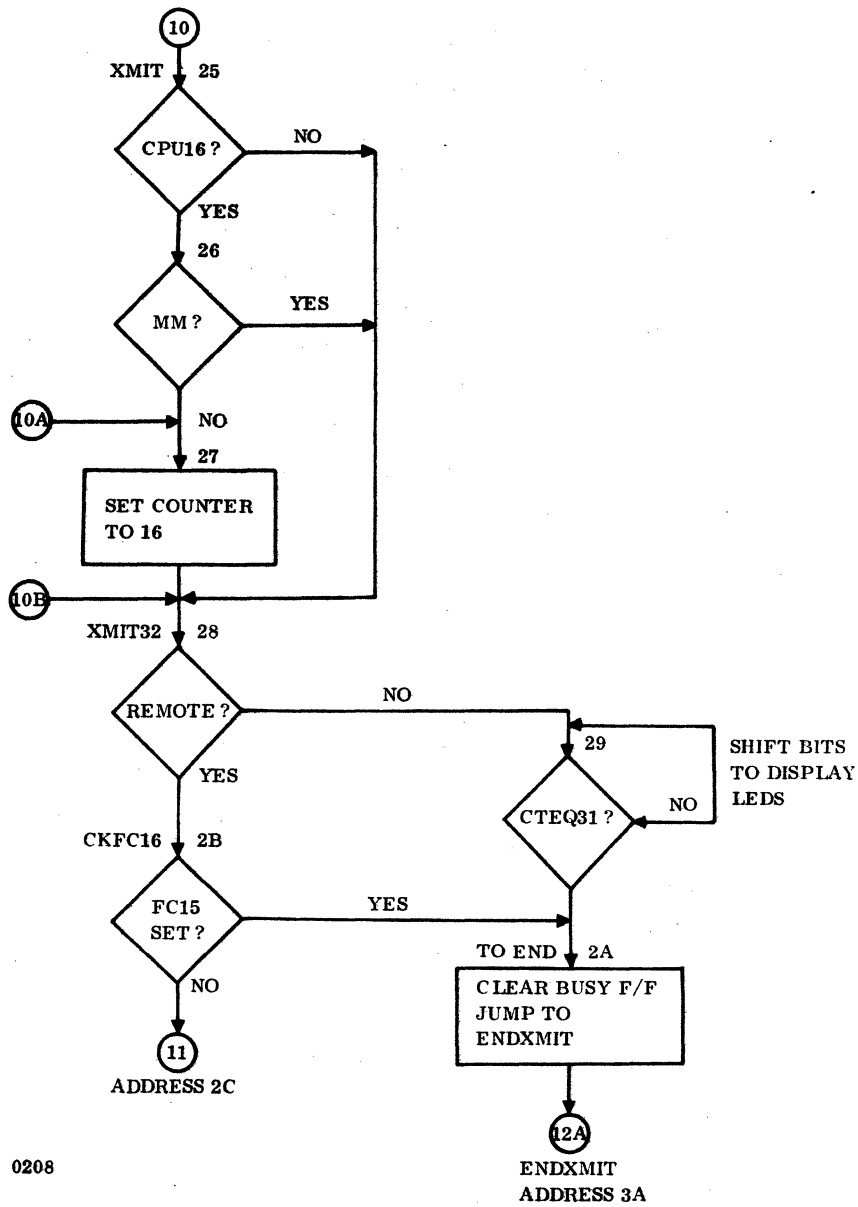 10
XMIT 25
CPU16 ?
NO
YES
26
MM ?
YES
10A
NO
27
SET COUNTER
TO 16
10B
XMIT32 28
REMOTE ?
NO
YES
29
SHIFT BITS
TO DISPLAY
LEDS
CTEQ31 ?
NO
CKFC16 2B
FC15
SET ?
YES
NO
TO END 2A
CLEAR BUSY F/F
JUMP TO
ENDXMIT
11
ADDRESS 2C
12A
ENDXMIT
ADDRESS 3A
0208